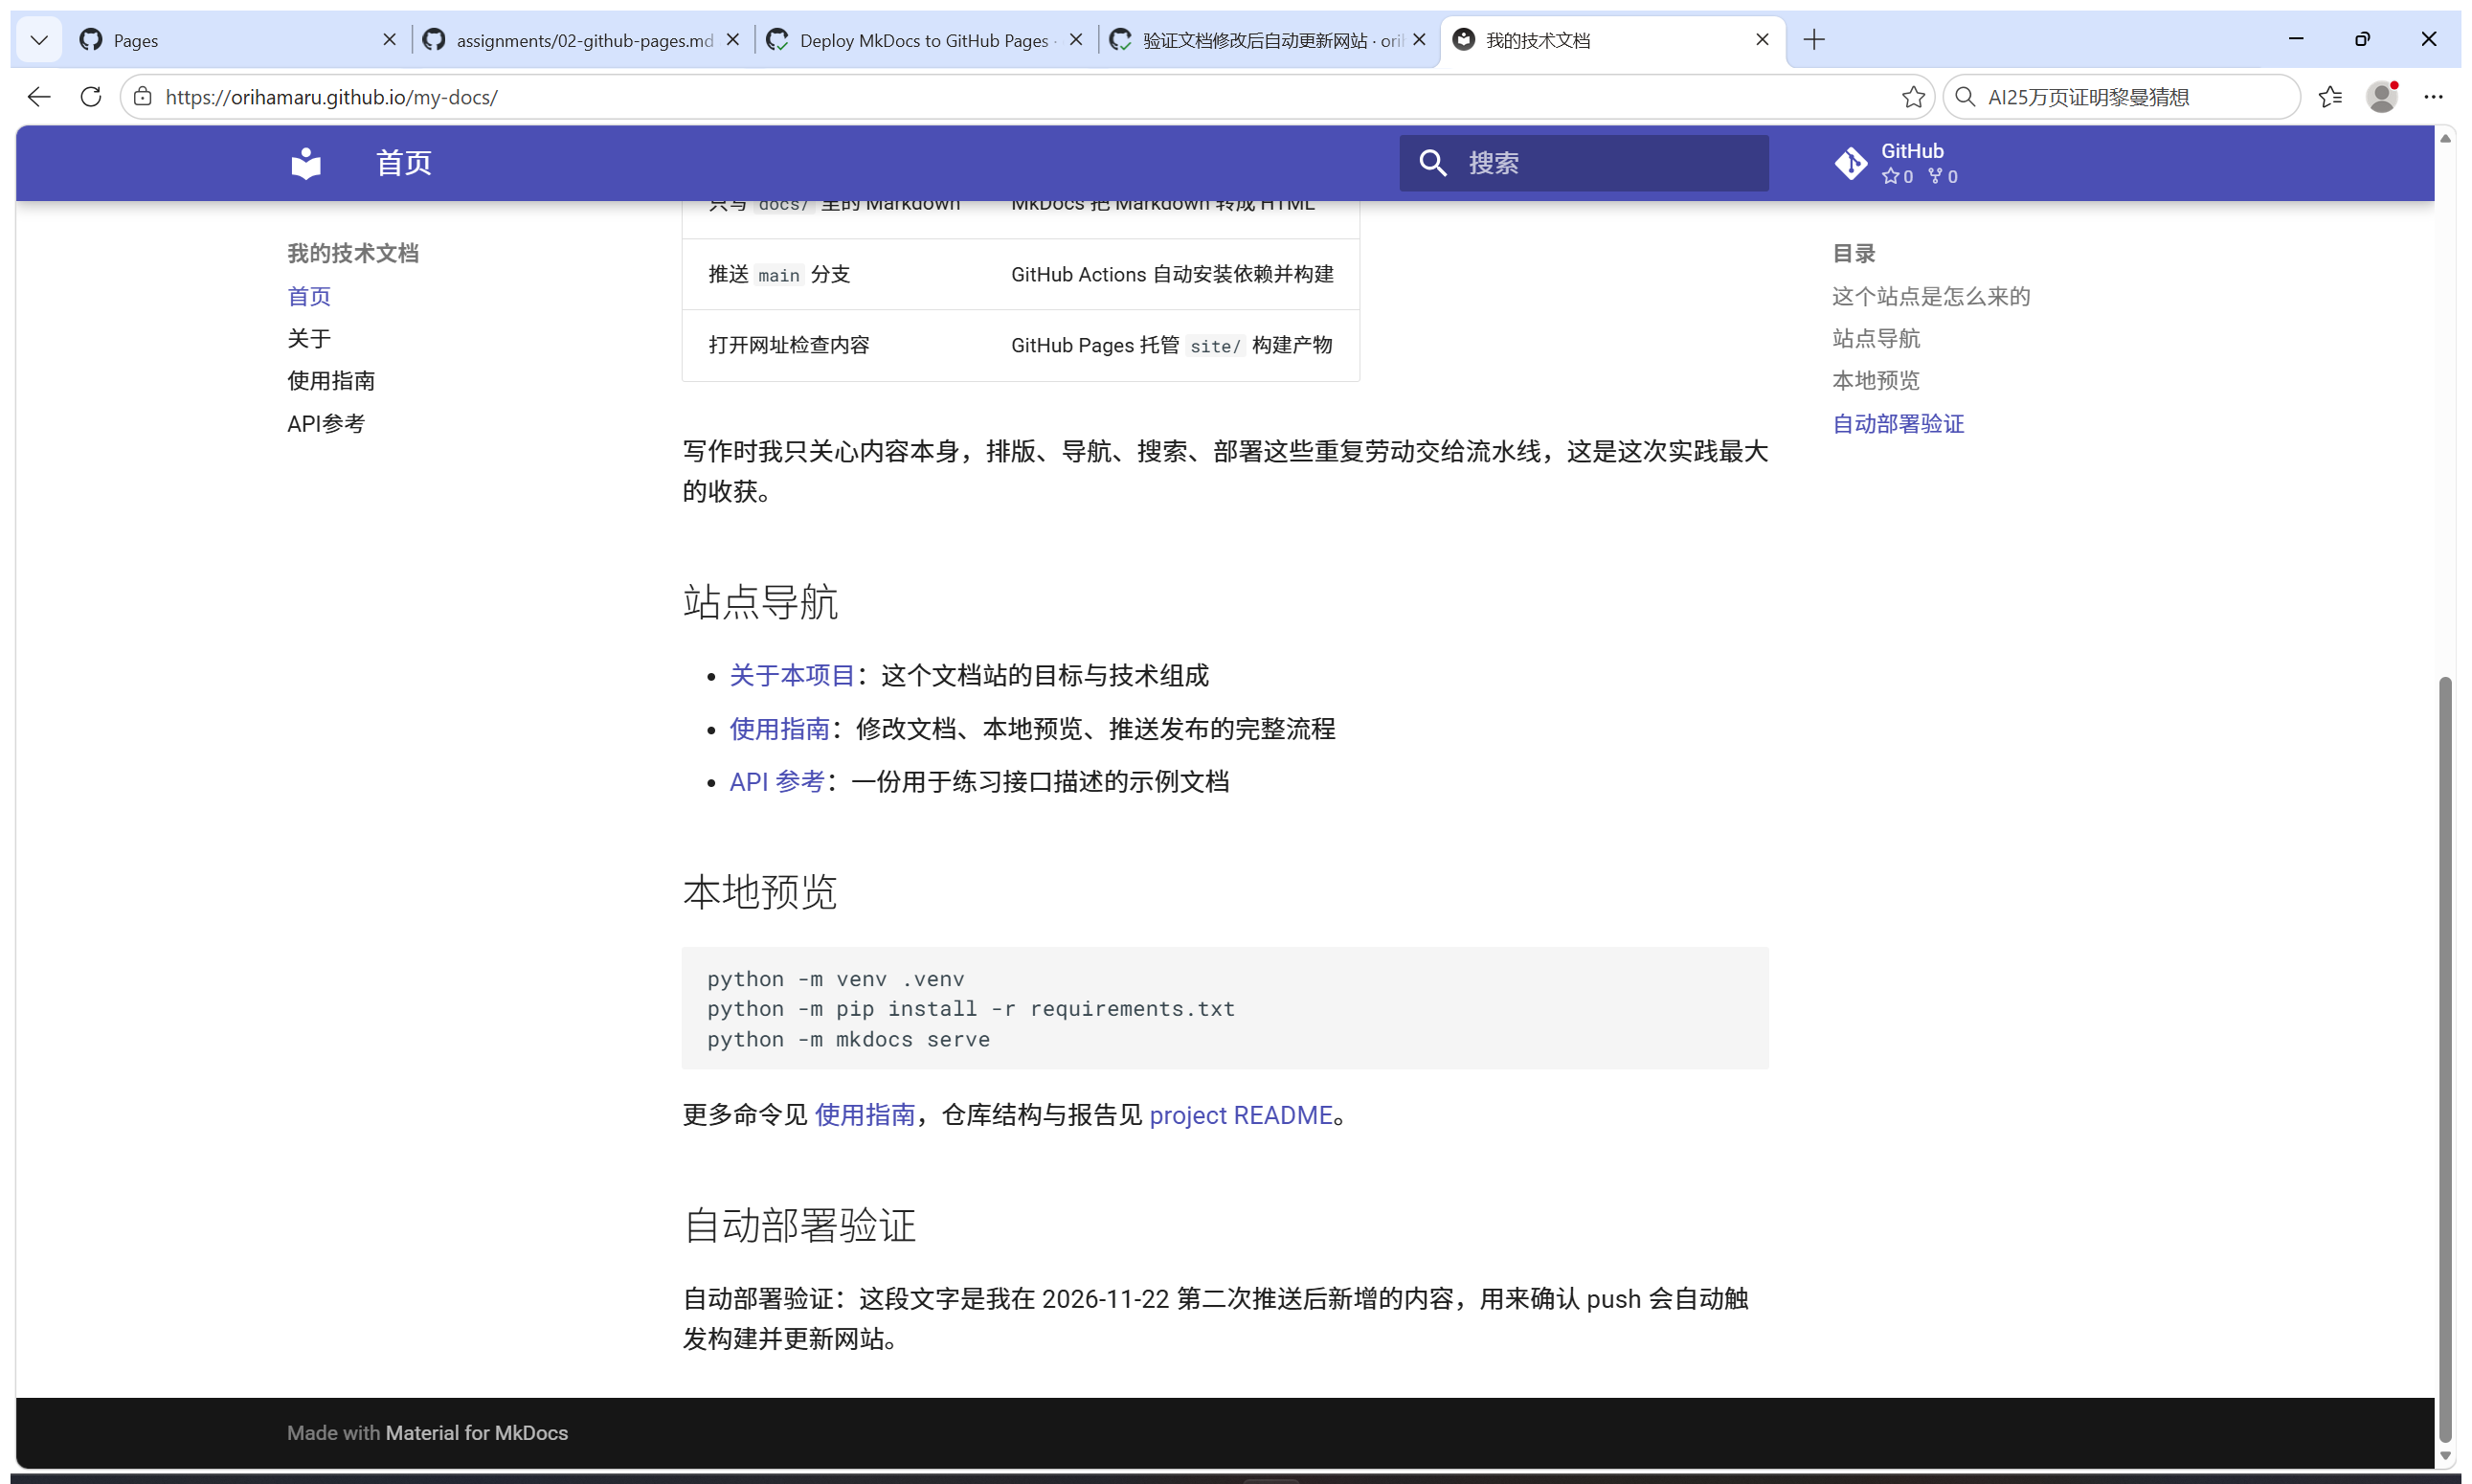 Pages
assignments/02-github-pages.md
Deploy MkDocs to GitHub Pages ·
验证文档修改后自动更新网站 · ori
我的技术文档
https://orihamaru.github.io/my-docs/
AI25万页证明黎曼猜想
首页
搜索
GitHub
0 0
我的技术文档
首页
关于
使用指南
API参考
只写 docs/ 里的 Markdown MkDocs 把 Markdown 转成 HTML
推送 main 分支 GitHub Actions 自动安装依赖并构建
打开网址检查内容 GitHub Pages 托管 site/ 构建产物
写作时我只关心内容本身，排版、导航、搜索、部署这些重复劳动交给流水线，这是这次实践最大
的收获。
站点导航
• 关于本项目：这个文档站的目标与技术组成
• 使用指南：修改文档、本地预览、推送发布的完整流程
• API 参考：一份用于练习接口描述的示例文档
本地预览
python -m venv .venv
python -m pip install -r requirements.txt
python -m mkdocs serve
更多命令见 使用指南，仓库结构与报告见 project README。
自动部署验证
自动部署验证：这段文字是我在 2026-11-22 第二次推送后新增的内容，用来确认 push 会自动触
发构建并更新网站。
目录
这个站点是怎么来的
站点导航
本地预览
自动部署验证
Made with Material for MkDocs